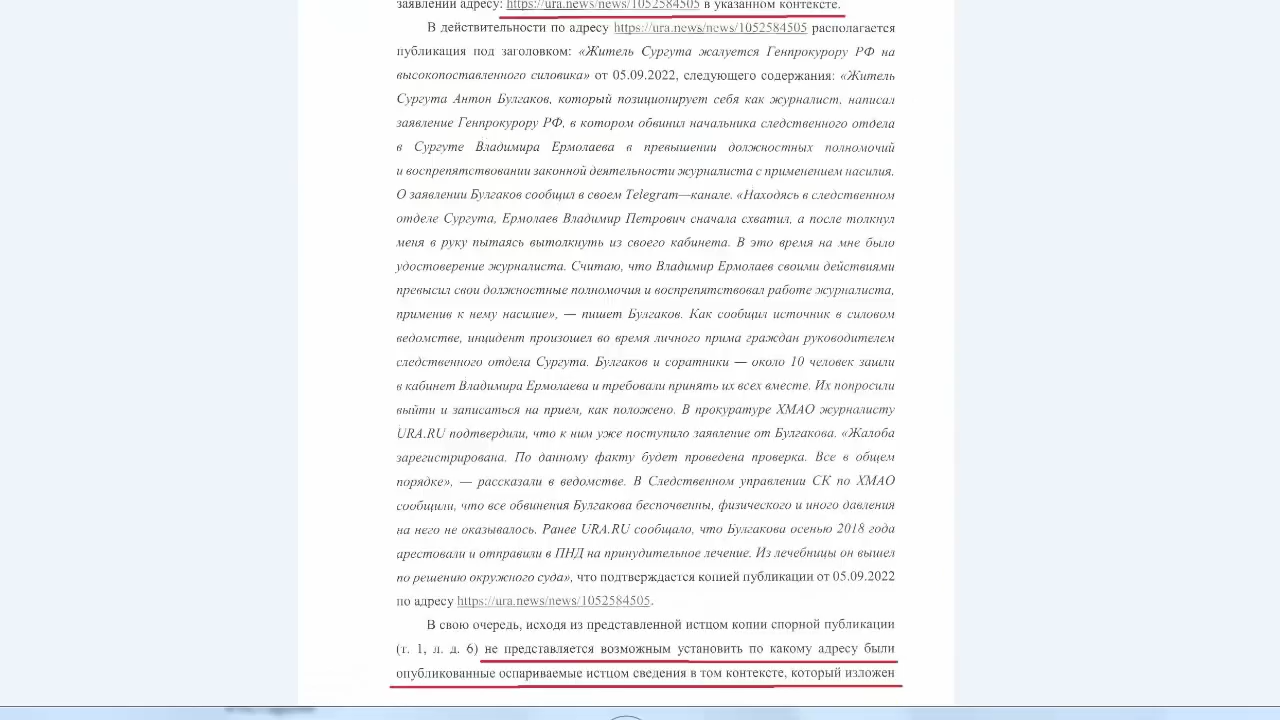 заявлении адресу: https://ura.news/news/1052584505 в указанном контексте.
В действительности по адресу https://ura.news/news/1052584505 располагается
публикация под заголовком: «Житель Сургута жалуется Генпрокурору РФ на
высокопоставленного силовика» от 05.09.2022, следующего содержания: «Житель
Сургута Антон Булгаков, который позиционирует себя как журналист, написал
заявление Генпрокурору РФ, в котором обвинил начальника следственного отдела
в Сургуте Владимира Ермолаева в превышении должностных полномочий
и воспрепятствовании законной деятельности журналиста с применением насилия.
О заявлении Булгаков сообщил в своем Telegram—канале. «Находясь в следственном
отделе Сургута, Ермолаев Владимир Петрович сначала схватил, а после толкнул
меня в руку пытаясь вытолкнуть из своего кабинета. В это время на мне было
удостоверение журналиста. Считаю, что Владимир Ермолаев своими действиями
превысил свои должностные полномочия и воспрепятствовал работе журналиста,
применив к нему насилие», — пишет Булгаков. Как сообщил источник в силовом
ведомстве, инцидент произошел во время личного прима граждан руководителем
следственного отдела Сургута. Булгаков и соратники — около 10 человек зашли
в кабинет Владимира Ермолаева и требовали принять их всех вместе. Их попросили
выйти и записаться на прием, как положено. В прокуратуре ХМАО журналисту
URA.RU подтвердили, что к ним уже поступило заявление от Булгакова. «Жалоба
зарегистрирована. По данному факту будет проведена проверка. Все в общем
порядке», — рассказали в ведомстве. В Следственном управлении СК по ХМАО
сообщили, что все обвинения Булгакова беспочвенны, физического и иного давления
на него не оказывалось. Ранее URA.RU сообщало, что Булгакова осенью 2018 года
арестовали и отправили в ПНД на принудительное лечение. Из лечебницы он вышел
по решению окружного суда», что подтверждается копией публикации от 05.09.2022
по адресу https://ura.news/news/1052584505.
В свою очередь, исходя из представленной истцом копии спорной публикации
(т. 1, л. д. 6) не представляется возможным установить по какому адресу были
опубликованные оспариваемые истцом сведения в том контексте, который изложен